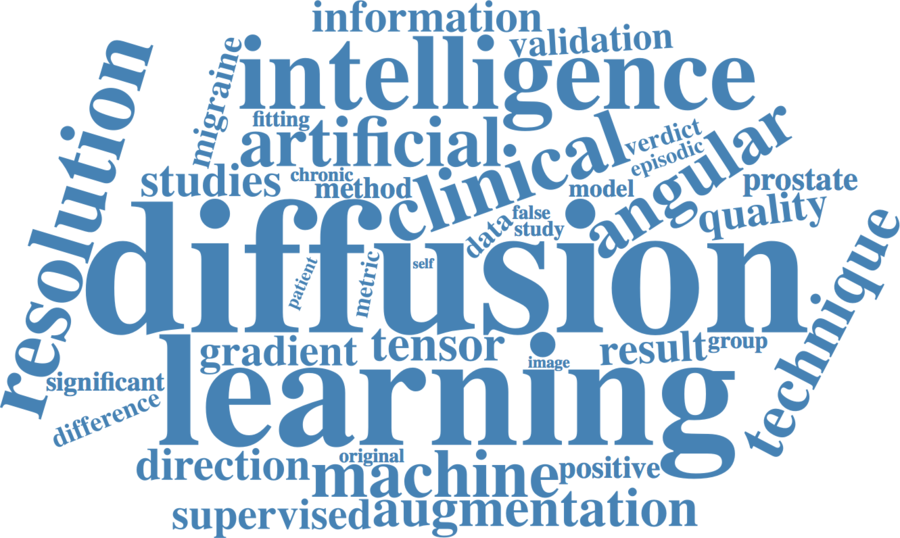 information
validation
migraine
intelligence
resolution
fitting
artificial
clinical
verdict
episodic
angular
studies
chronic
method
model
prostate
quality
data
false
study
diffusion
patient
metric
self
technique
gradient
tensor
image
result
group
significant
difference
learning
direction
original
machine
positive
supervised
augmentation